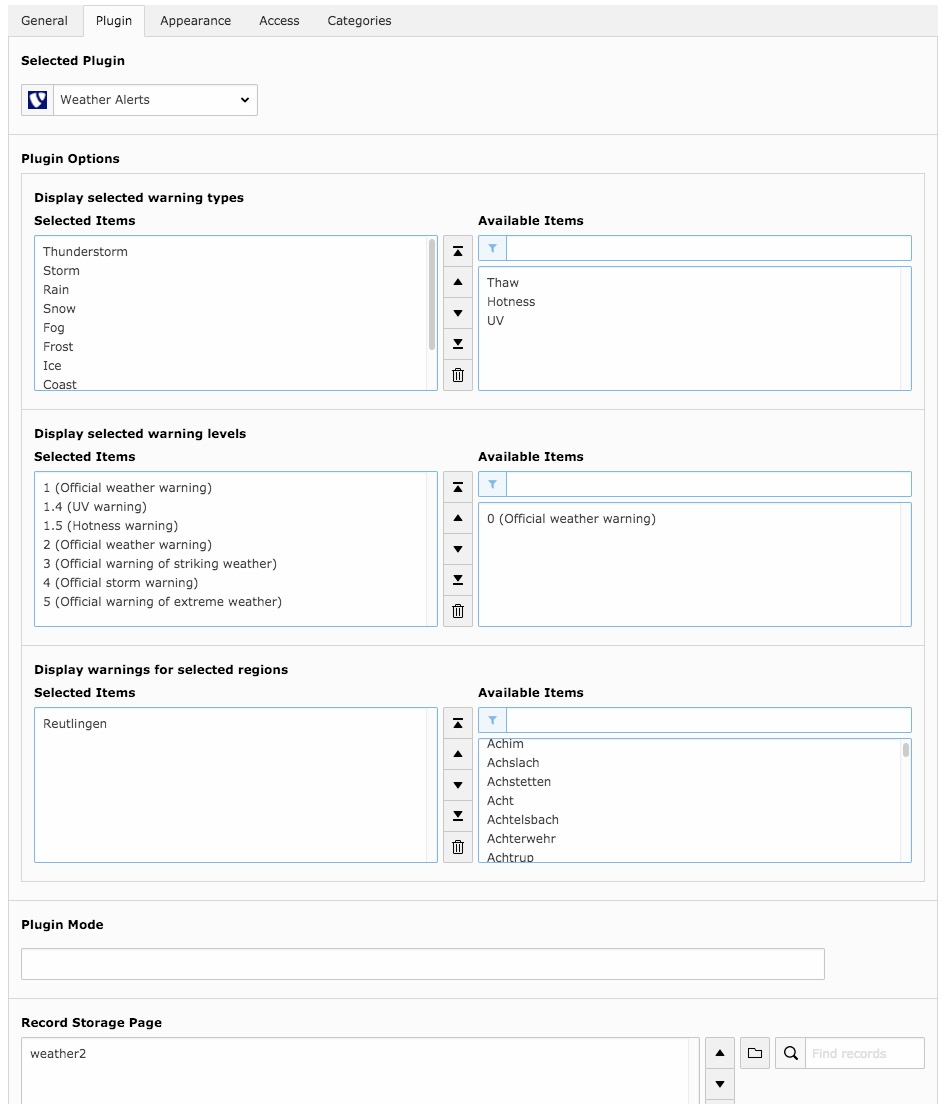 General Plugin Appearance Access Categories
Selected Plugin
Weather Alerts
Plugin Options
Display selected warning types
Selected Items Available Items
Thunderstorm
Storm
Rain
Snow
Fog
Frost
Ice
Coast
Thaw
Hotness
UV
Display selected warning levels
Selected Items Available Items
1 (Official weather warning)
1.4 (UV warning)
1.5 (Hotness warning)
2 (Official weather warning)
3 (Official warning of striking weather)
4 (Official storm warning)
5 (Official warning of extreme weather)
0 (Official weather warning)
Display warnings for selected regions
Selected Items Available Items
Reutlingen
Achim
Achslach
Achstetten
Acht
Achtelsbach
Achterwehr
Achtrup
Plugin Mode
Record Storage Page
weather2
Find records